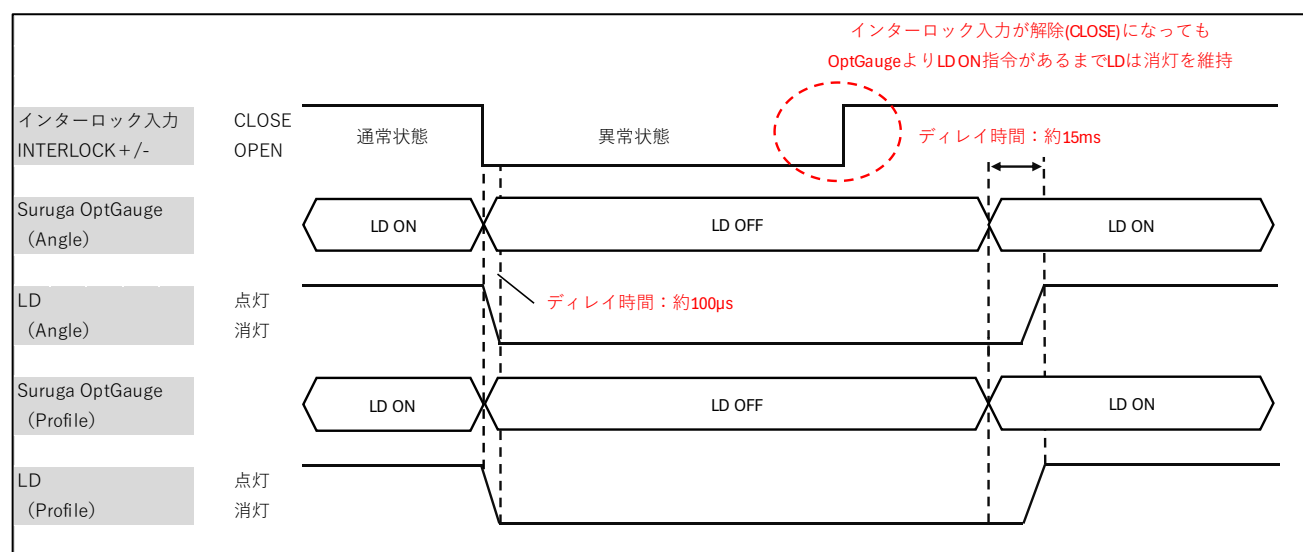 インターロック入力が解除(CLOSE)になっても
OptGaugeよりLD ON指令があるまでLDは消灯を維持
インターロック入力
INTERLOCK+/-
CLOSE
OPEN
通常状態
異常状態
ディレイ時間：約15ms
Suruga OptGauge
（Angle）
LD ON
LD OFF
LD ON
LD
（Angle）
点灯
消灯
ディレイ時間：約100μs
Suruga OptGauge
（Profile）
LD ON
LD OFF
LD ON
LD
（Profile）
点灯
消灯